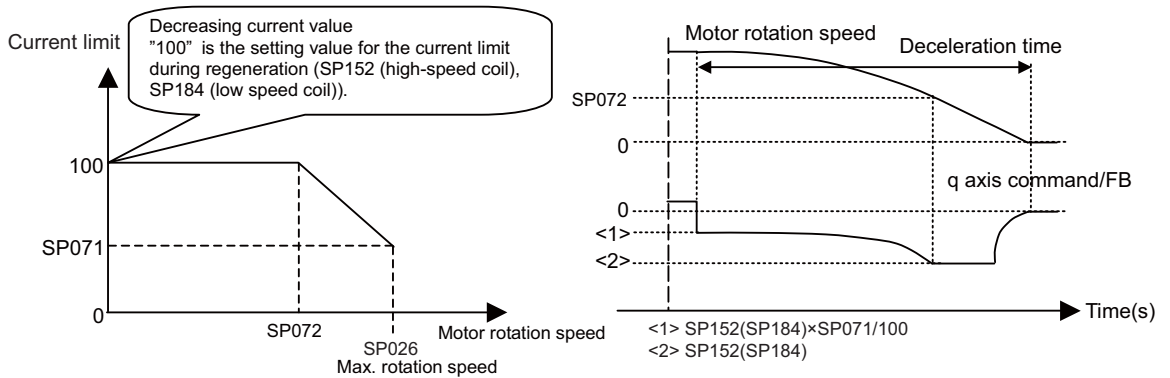 Decreasing current value
"100" is the setting value for the current limit
during regeneration (SP152 (high-speed coil),
SP184 (low speed coil)).
Current limit
100
SP071
0
SP072
Motor rotation speed
SP026
Max. rotation speed
Motor rotation speed
Deceleration time
SP072
0
q axis command/FB
0
<1>
<2>
Time(s)
<1> SP152(SP184)×SP071/100
<2> SP152(SP184)